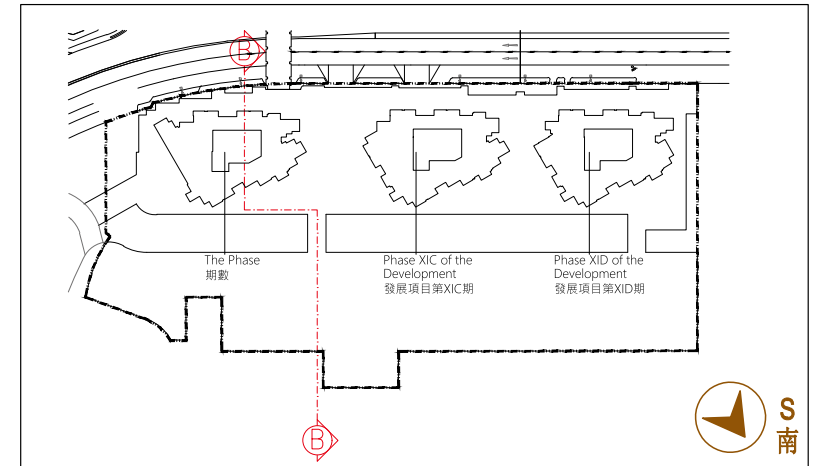 B
The Phase
期數
Phase XIC of the
Development
發展項目第XIC期
Phase XID of the
Development
發展項目第XID期
S
南
B